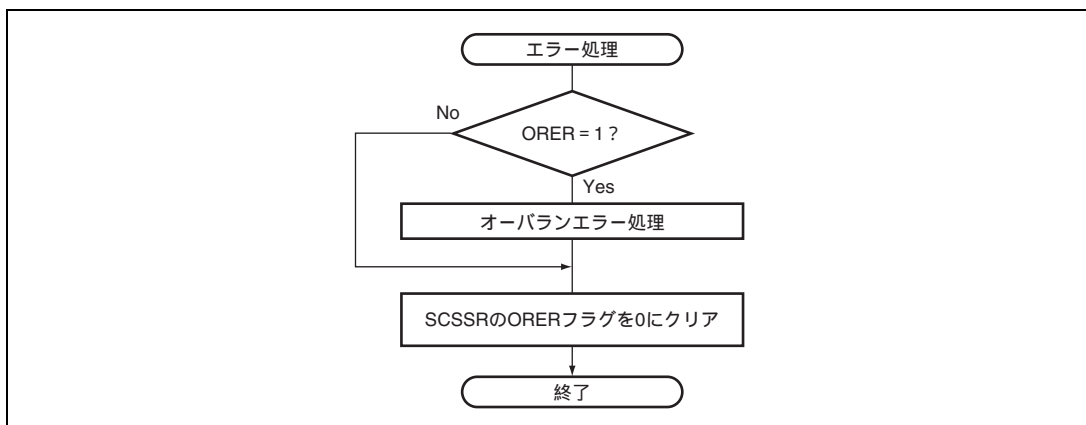 エラー処理
No
ORER = 1 ?
Yes
オーバランエラー処理
SCSSRのORERフラグを0にクリア
終了